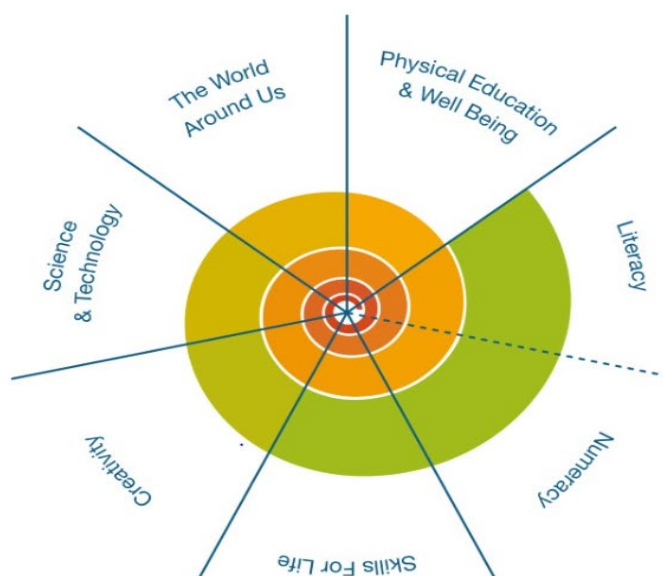 The World
Around Us
Physical Education
& Well Being
Literacy
Numeracy
Skills For Life
Creativity
Science
& Technology